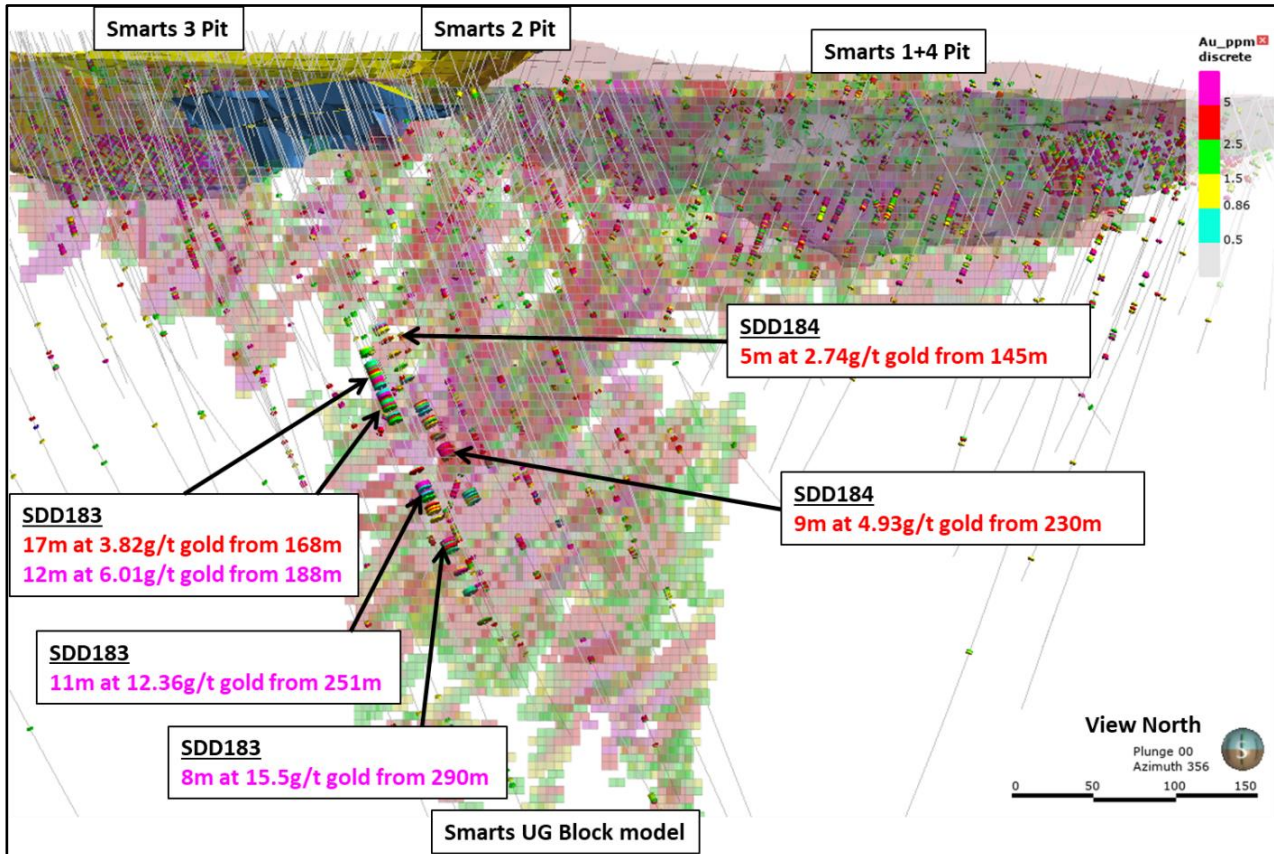 Smarts 3 Pit
Smarts 2 Pit
Smarts 1+4 Pit
Au_ppm
discrete
5
2.5
1.5
0.86
0.5
SDD184
5m at 2.74g/t gold from 145m
SDD184
9m at 4.93g/t gold from 230m
SDD183
17m at 3.82g/t gold from 168m
12m at 6.01g/t gold from 188m
SDD183
11m at 12.36g/t gold from 251m
SDD183
8m at 15.5g/t gold from 290m
View North
Plunge 00
Azimuth 356
S
0 50 100 150
Smarts UG Block model